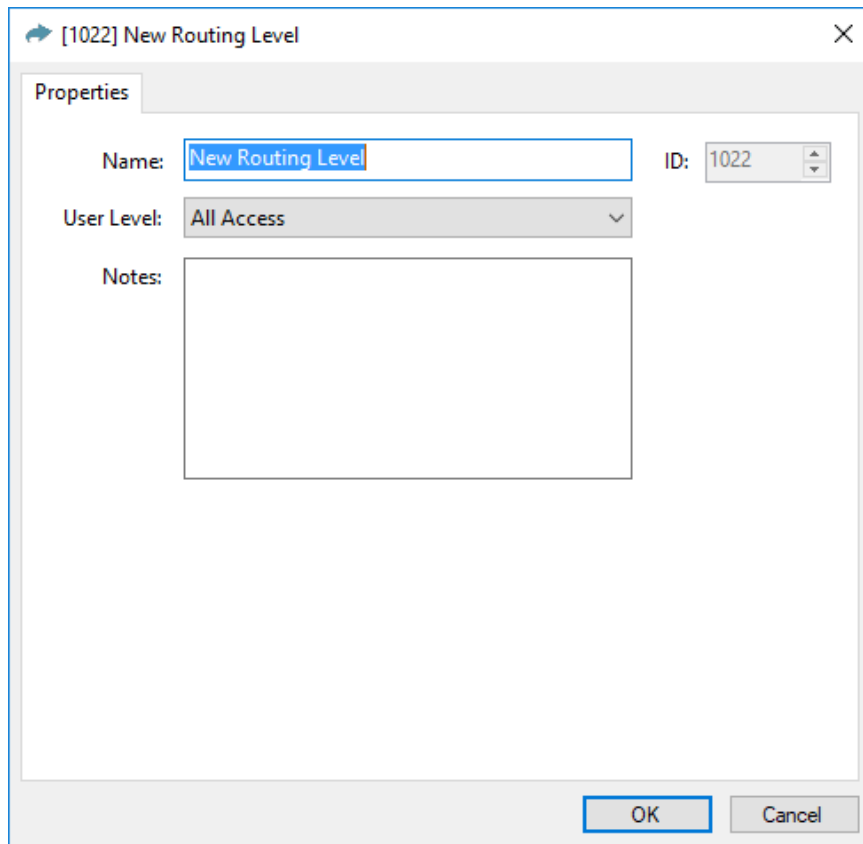 [1022] New Routing Level
Properties
Name: New Routing Level ID: 1022
User Level: All Access
Notes:
OK Cancel